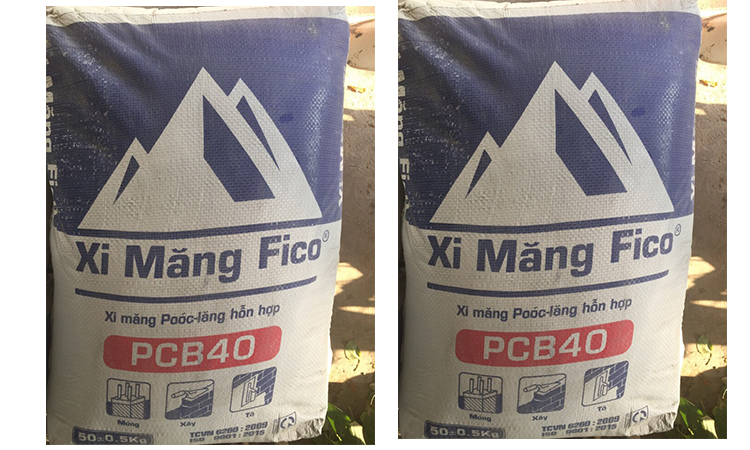 Xi Măng Fico®
Xi măng Poóc-lăng hỗn hợp
PCB40
Móng Xây Tô
50±0.5Kg
TCVN 6260 : 2009
ISO 9001 : 2015
Xi Măng Fico®
Xi măng Poóc-lăng hỗn hợp
PCB40
Móng Xây Tô
50±0.5Kg
TCVN 6260 : 2009
ISO 9001 : 2015